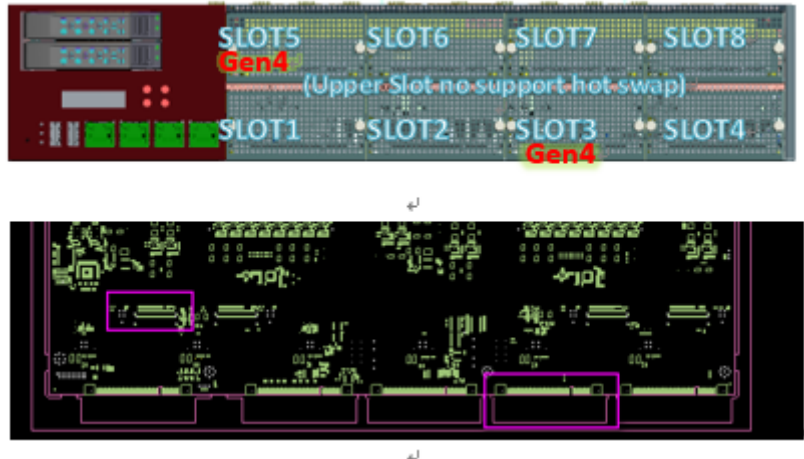 SLOT5 SLOT6 SLOT7 SLOT8
Gen4
(Upper Slot no support hot swap)
SLOT1 SLOT2 SLOT3 SLOT4
Gen4